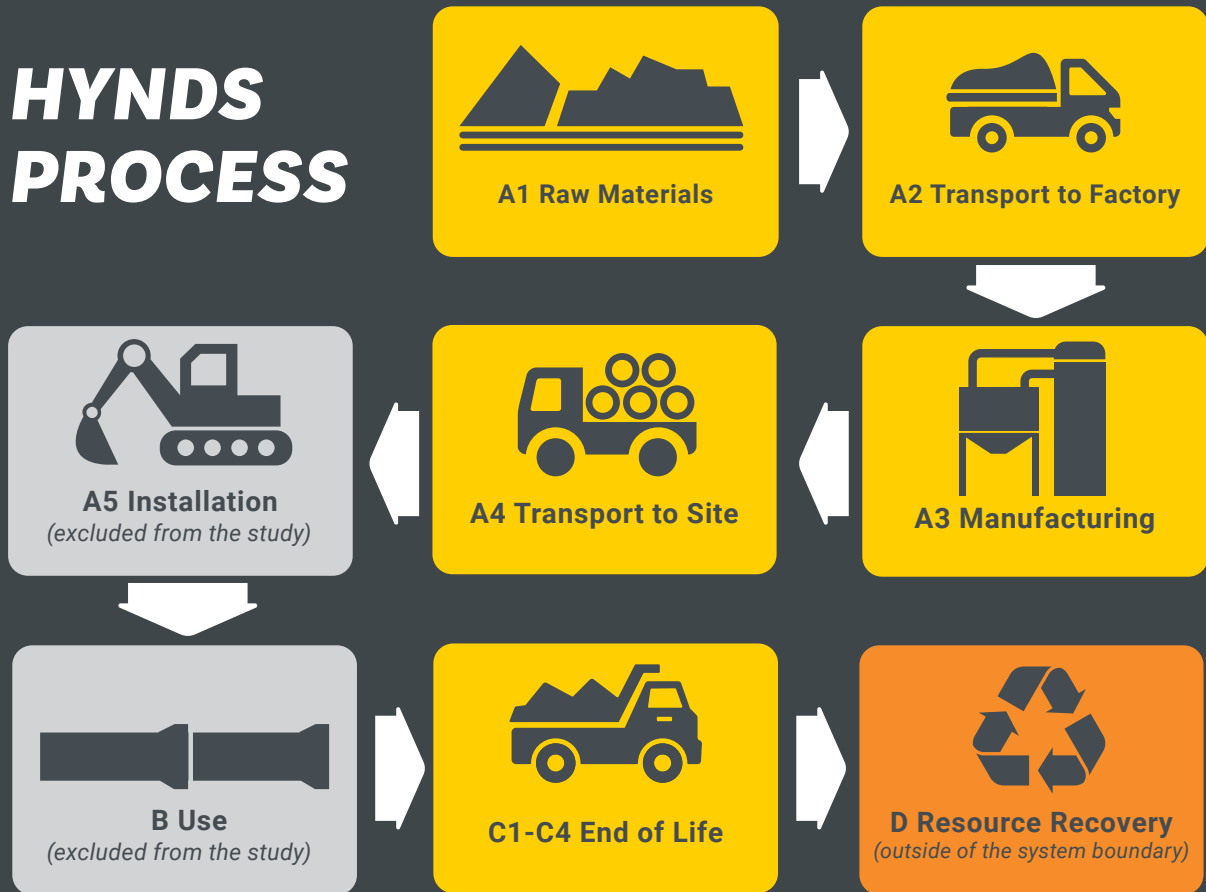 HYNDS
PROCESS
A1 Raw Materials
A2 Transport to Factory
A5 Installation
(excluded from the study)
A4 Transport to Site
A3 Manufacturing
B Use
(excluded from the study)
C1-C4 End of Life
D Resource Recovery
(outside of the system boundary)